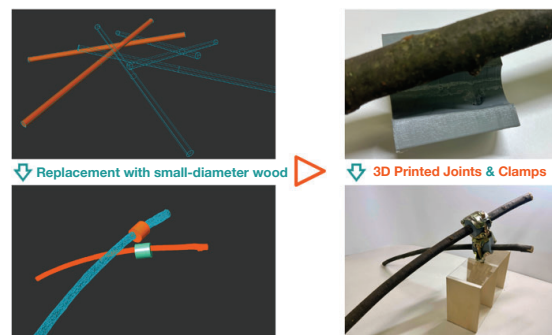 Replacement with small-diameter wood
3D Printed Joints & Clamps